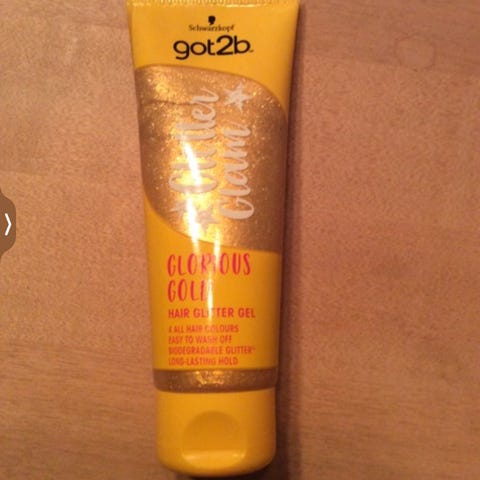 Schwarzkopf
got2b
Glitter
Glam
GLORIOUS
GOLD
HAIR GLITTER GEL
4 ALL HAIR COLOURS
EASY TO WASH OFF
BIODEGRADABLE GLITTER*
LONG-LASTING HOLD